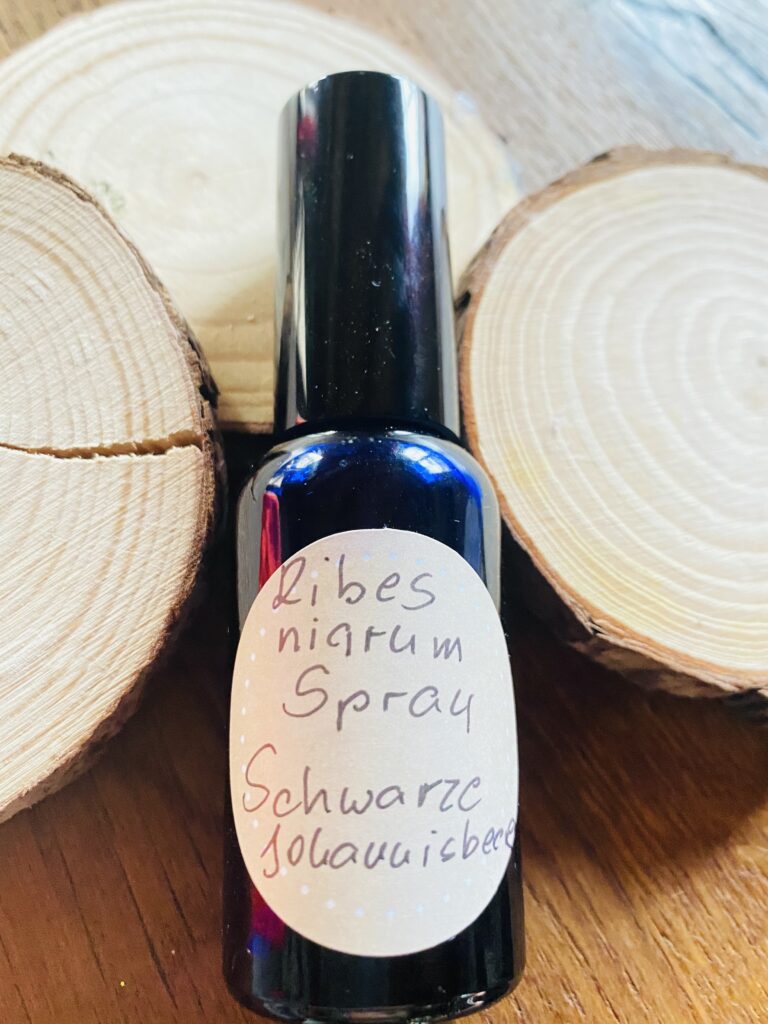 Ribes
nigrum
Spray
Schwarze
Johannisbeere